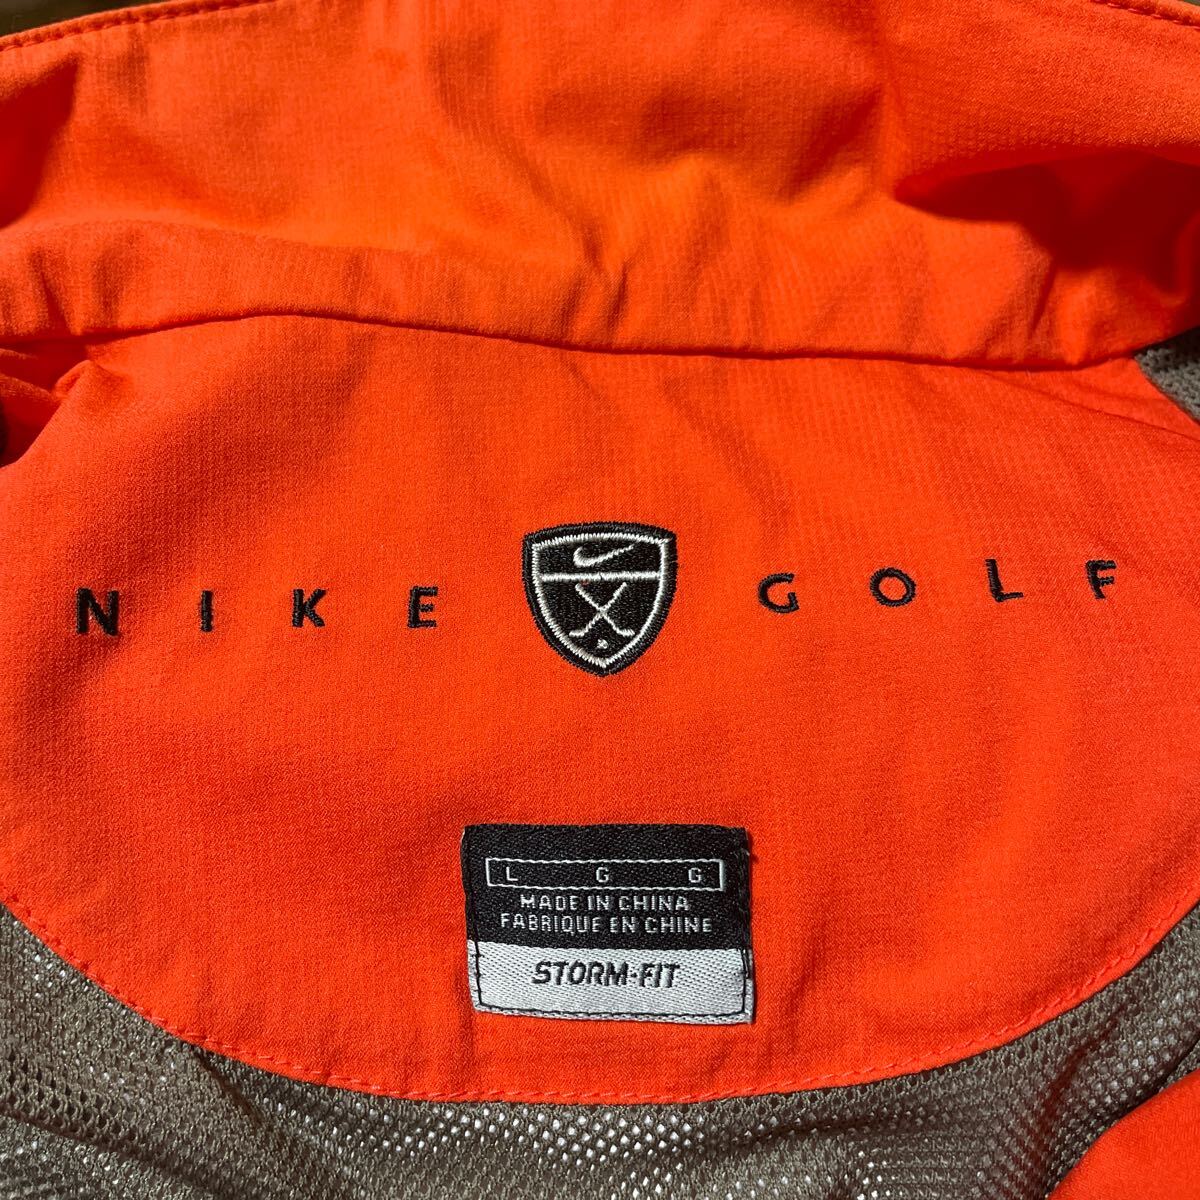 NIKE GOLF
L G G
MADE IN CHINA
FABRIQUE EN CHINE
STORM-FIT